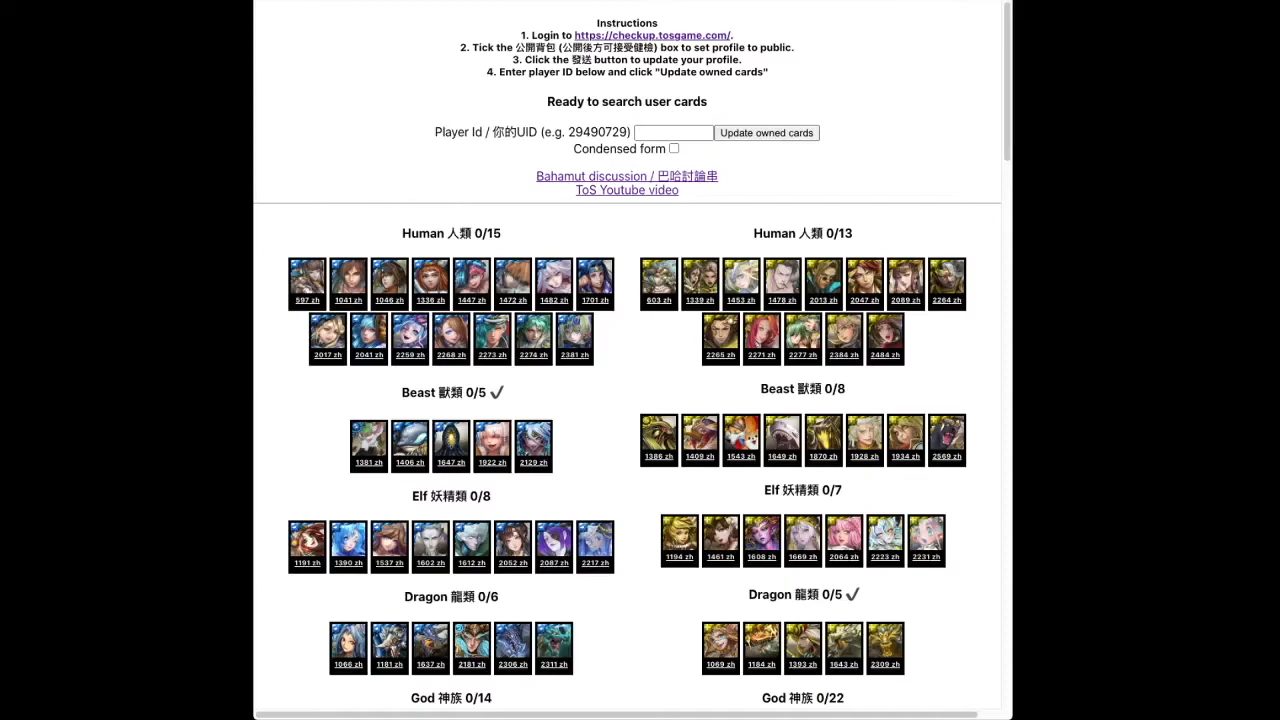 Instructions
1. Login to https://checkup.tosgame.com/.
2. Tick the 公開背包 (公開後方可接受健檢) box to set profile to public.
3. Click the 發送 button to update your profile.
4. Enter player ID below and click "Update owned cards"
Ready to search user cards
Player Id / 你的UID (e.g. 29490729) Update owned cards
Condensed form
Bahamut discussion / 巴哈討論串
ToS Youtube video
Human 人類 0/15
597 zh 1041 zh 1046 zh 1336 zh 1447 zh 1472 zh 1482 zh 1701 zh
2017 zh 2041 zh 2259 zh 2268 zh 2273 zh 2274 zh 2381 zh
Beast 獸類 0/5 ✔
1381 zh 1406 zh 1647 zh 1922 zh 2129 zh
Elf 妖精類 0/8
1191 zh 1390 zh 1537 zh 1602 zh 1612 zh 2052 zh 2087 zh 2217 zh
Dragon 龍類 0/6
1066 zh 1181 zh 1637 zh 2181 zh 2306 zh 2311 zh
God 神族 0/14
Human 人類 0/13
603 zh 1339 zh 1453 zh 1478 zh 2013 zh 2047 zh 2089 zh 2264 zh
2265 zh 2271 zh 2277 zh 2384 zh 2484 zh
Beast 獸類 0/8
1386 zh 1409 zh 1543 zh 1649 zh 1870 zh 1928 zh 1934 zh 2569 zh
Elf 妖精類 0/7
1194 zh 1461 zh 1608 zh 1669 zh 2064 zh 2223 zh 2231 zh
Dragon 龍類 0/5 ✔
1069 zh 1184 zh 1393 zh 1643 zh 2309 zh
God 神族 0/22